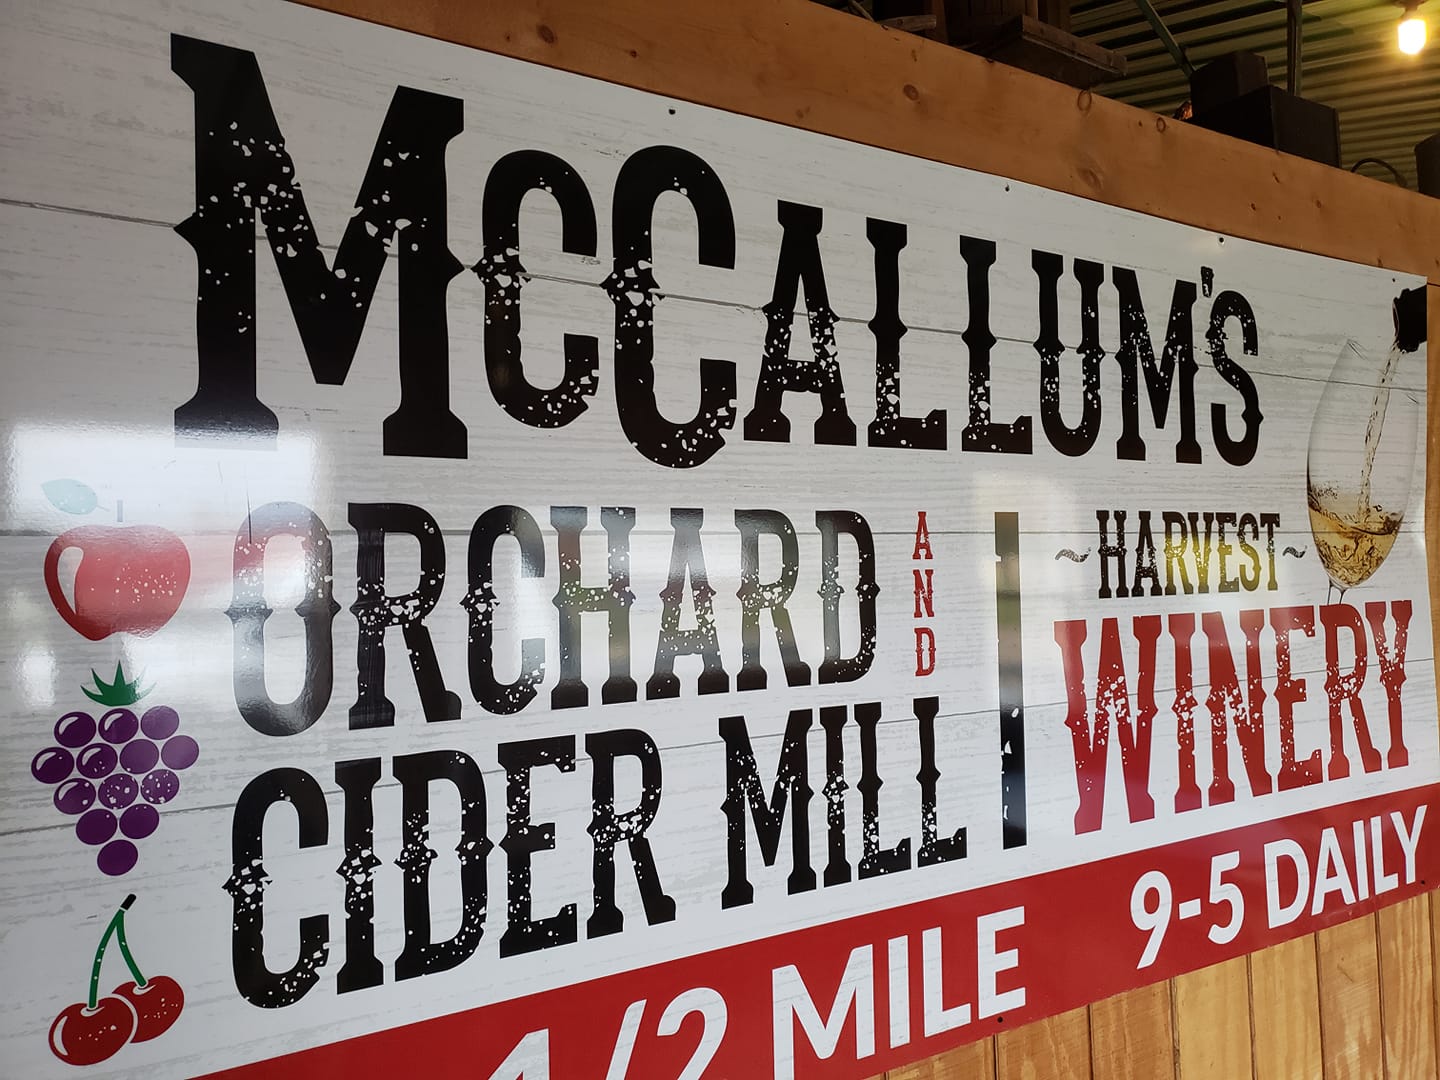 McCALLUM'S
ORCHARD AND
CIDER MILL
~HARVEST~
WINERY
1/2 MILE 9-5 DAILY